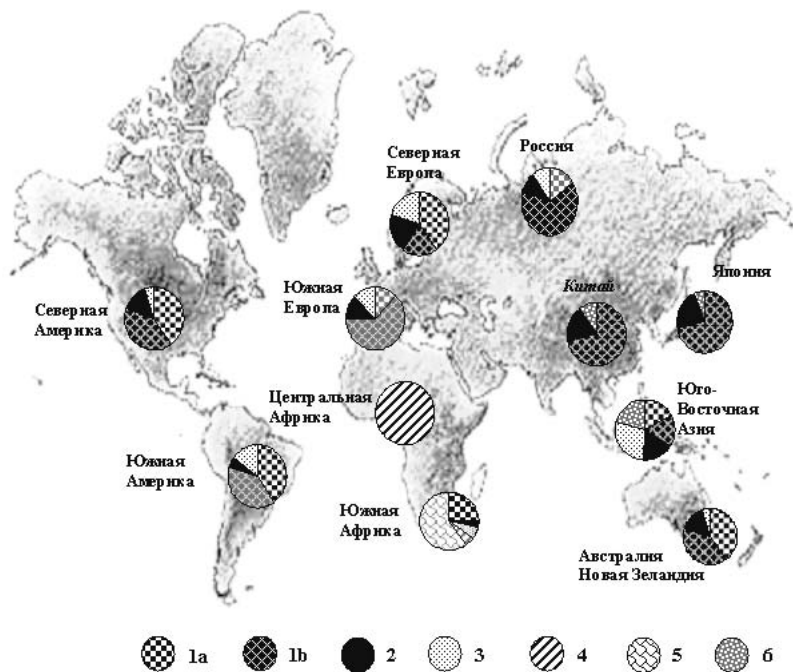 Северная
Европа
Россия
Северная
Америка
Южная
Европа
Китай
Япония
Центральная
Африка
Юго-
Восточная
Азия
Южная
Америка
Южная
Африка
Австралия
Новая Зеландия
1а 1b 2 3 4 5 6